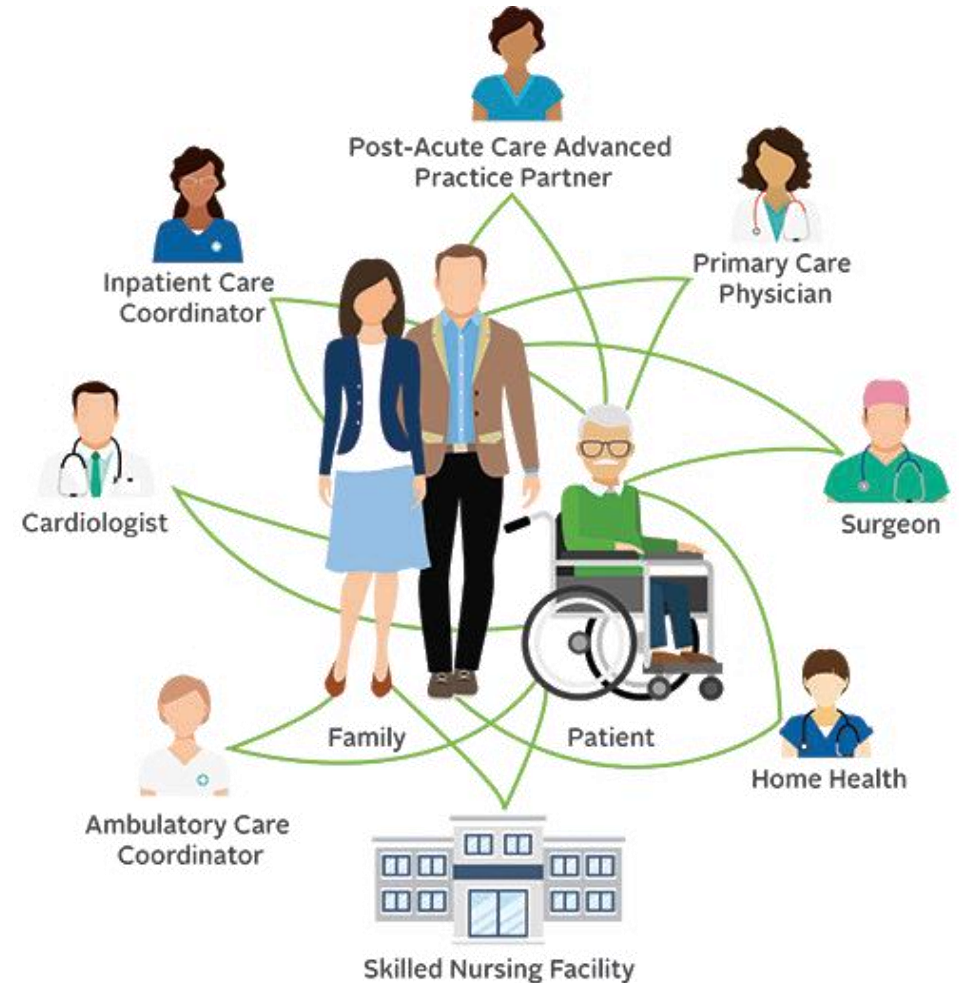 Post-Acute Care Advanced
Practice Partner
Inpatient Care
Coordinator
Primary Care
Physician
Cardiologist
Surgeon
Family
Patient
Home Health
Ambulatory Care
Coordinator
Skilled Nursing Facility